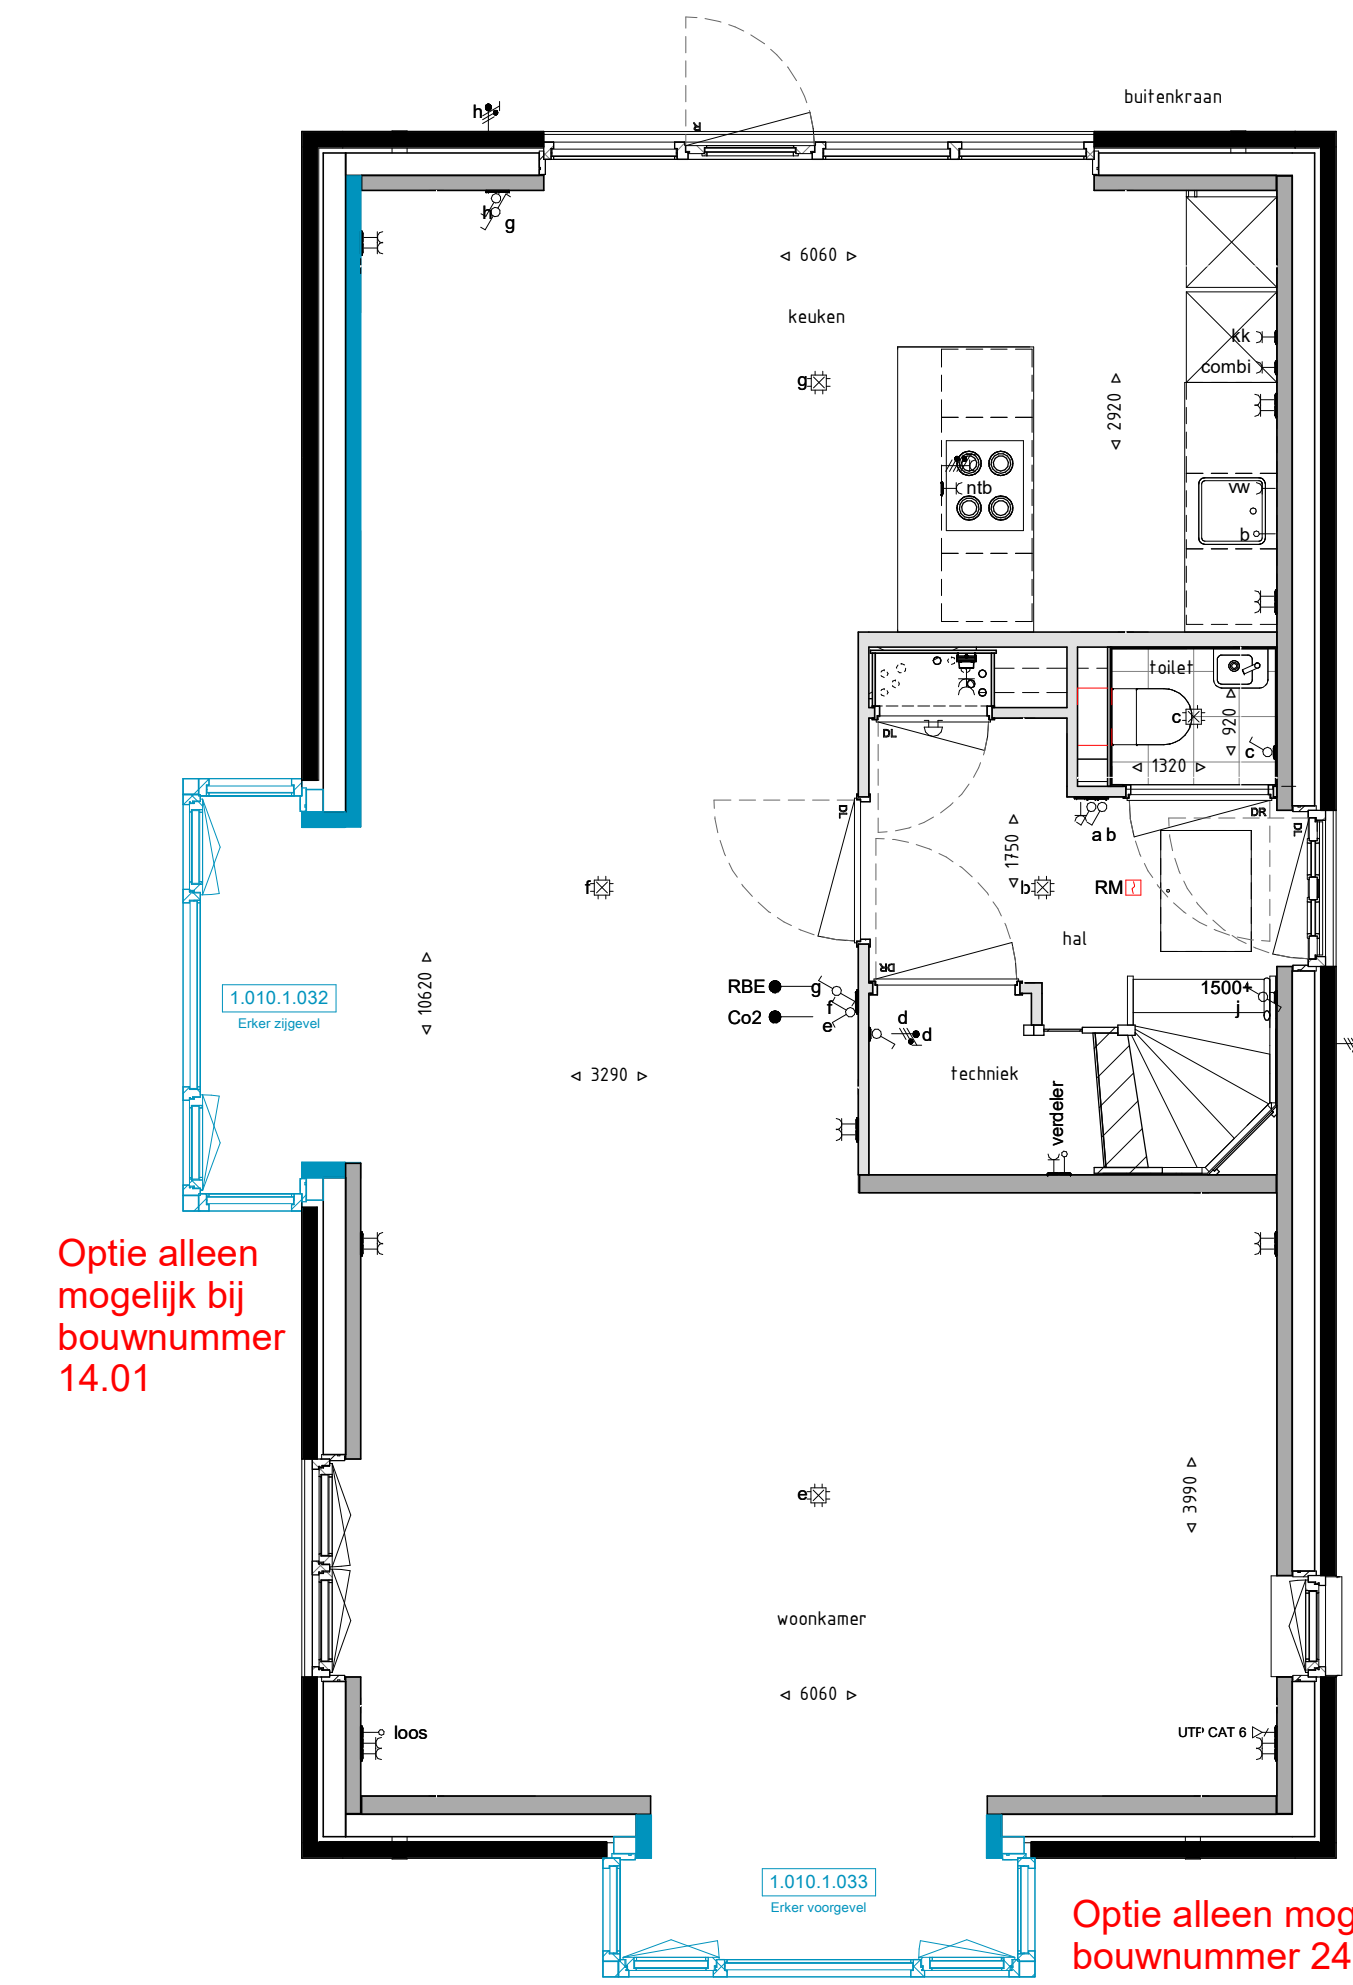 buitenkraan
h
R
h
g
6060
keuken
kk
combi
g
2920
ntb
vw
b
toilet
c
920
c
1320
DL
DL
DR
DL
a b
1750
f
b
RM
hal
DR
1.010.1.032
Erker zijgevel
10620
RBE
g
f
Co2
e
1500+
j
d
d
3290
techniek
verdeler
Optie alleen
mogelijk bij
bouwnummer
14.01
e
3990
woonkamer
6060
loos
UTP CAT 6
1.010.1.033
Erker voorgevel
Optie alleen mog
bouwnummer 24